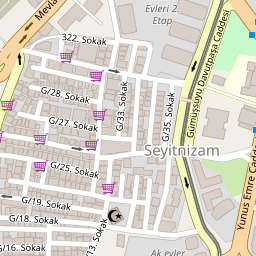 Evleri 2.
Etap
Mevla
322. Sokak
Gümüşsuyu Davutpaşa Caddesi
G/28. Sokak
G/33. Sokak
G/27. Sokak
G/35. Sokak
Seyitnizam
G/25. Sokak
Yunus Emre Cadde
G/19. Sokak
G/18. Sokak
13. Sokak
/16. Sokak
Ak evler